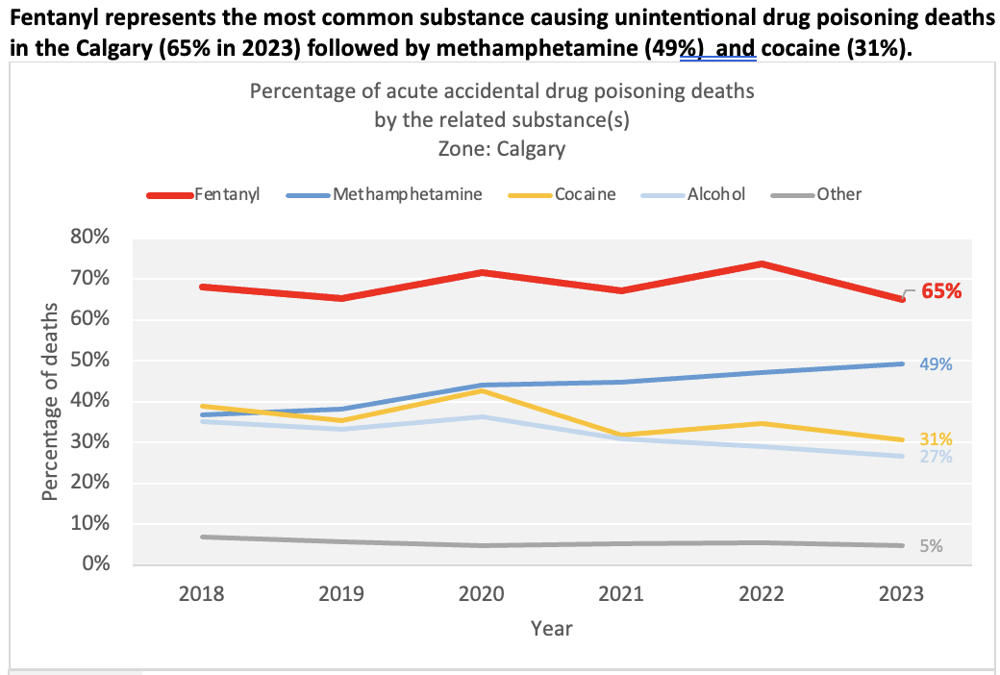 Fentanyl represents the most common substance causing unintentional drug poisoning deaths
in the Calgary (65% in 2023) followed by methamphetamine (49%)  and cocaine (31%).
Percentage of acute accidental drug poisoning deaths
by the related substance(s)
Zone: Calgary
Fentanyl Methamphetamine Cocaine Alcohol Other
Percentage of deaths
80%
70%
60%
50%
40%
30%
20%
10%
0%
65%
49%
31%
27%
5%
2018 2019 2020 2021 2022 2023
Year